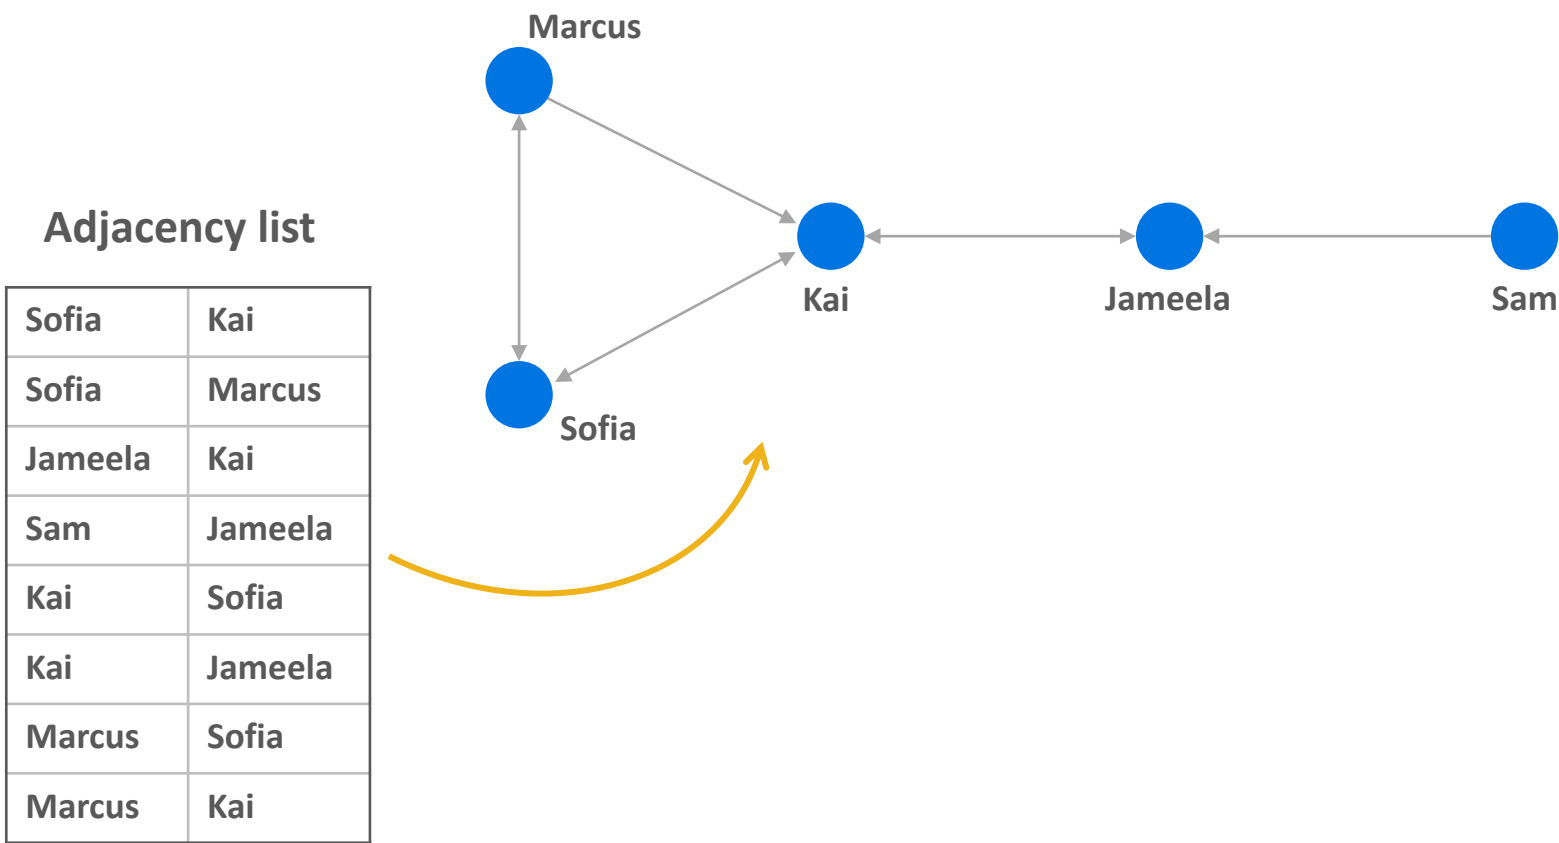 Marcus
Adjacency list
Kai
Jameela
Sam
Sofia
Sofia Kai
Sofia Marcus
Jameela Kai
Sam Jameela
Kai Sofia
Kai Jameela
Marcus Sofia
Marcus Kai